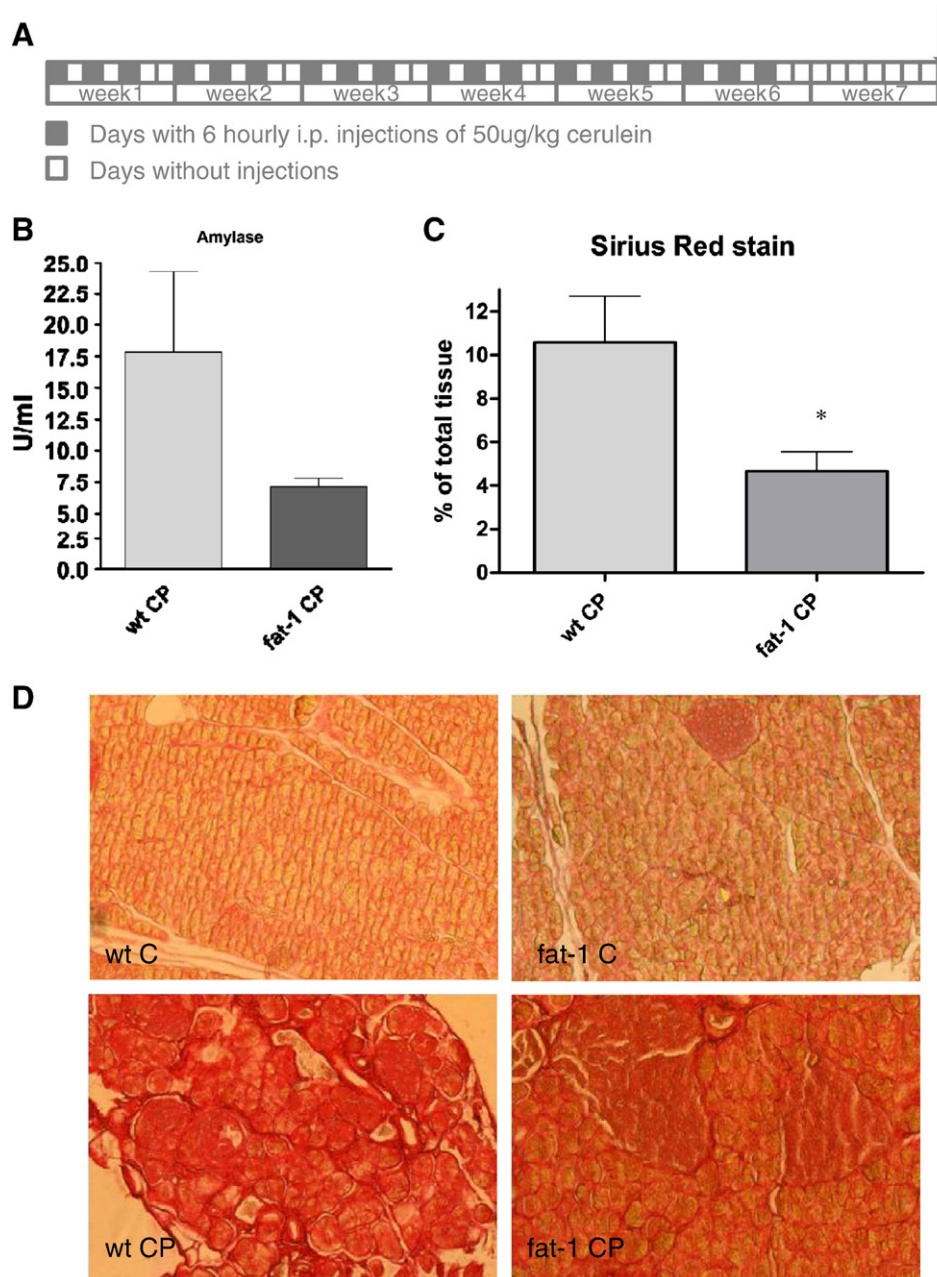 A
week1 week2 week3 week4 week5 week6 week7
Days with 6 hourly i.p. injections of 50ug/kg cerulein
Days without injections
B
Amylase
25.0
22.5
20.0
17.5
15.0
12.5
10.0
7.5
5.0
2.5
0.0
U/ml
wt CP
fat-1 CP
C
Sirius Red stain
12
10
8
6
4
2
0
% of total tissue
*
wt CP
fat-1 CP
D
wt C
fat-1 C
wt CP
fat-1 CP